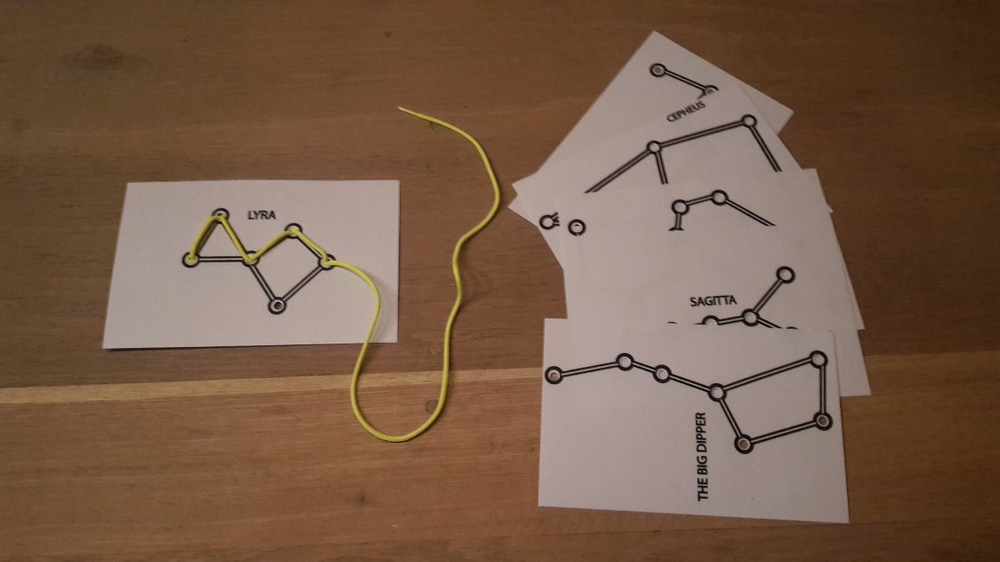 LYRA
CEPHEUS
SAGITTA
THE BIG DIPPER